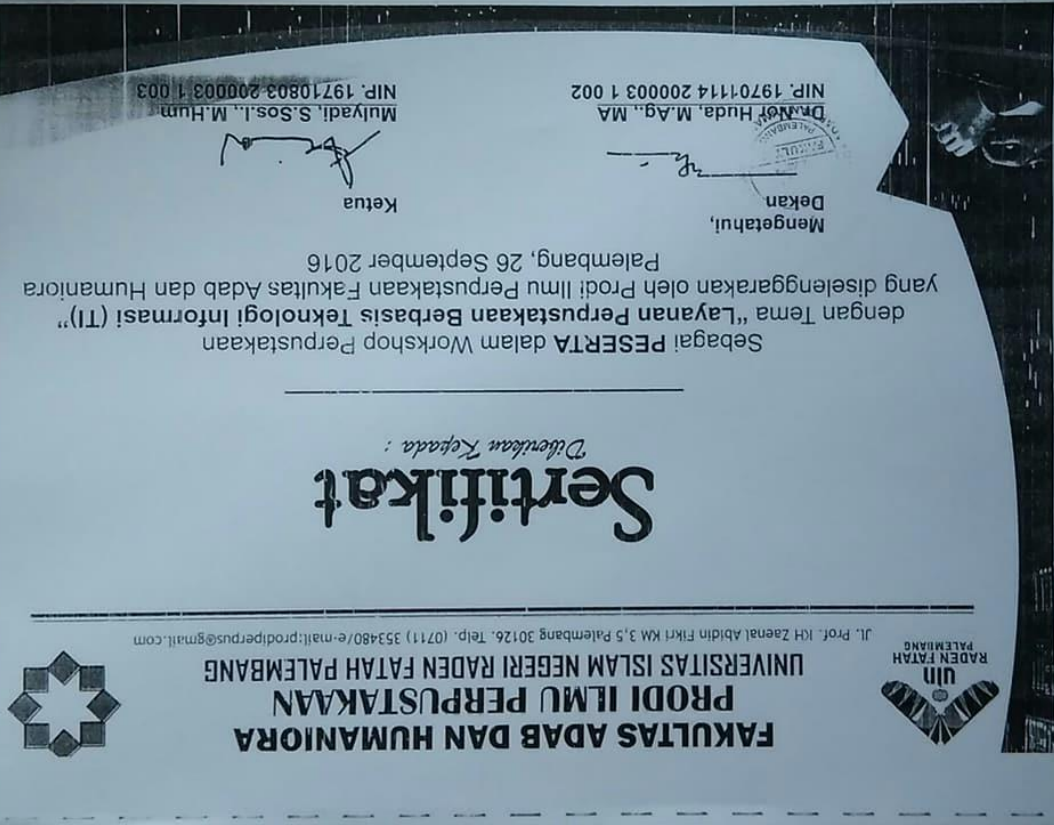 FAKULTAS ADAB DAN HUMANIORA
PRODI ILMU PERPUSTAKAAN
UNIVERSITAS ISLAM NEGERI RADEN FATAH PALEMBANG
Jl. Prof. KH Zaenal Abidin Fikri KM 3,5 Palembang 30126. Telp. (0711) 353480/e-mail:prodiperpus@gmail.com
uin
RADEN FATAH
PALEMBANG
Sertifikat
Diberikan Kepada :
Sebagai PESERTA dalam Workshop Perpustakaan
dengan Tema "Layanan Perpustakaan Berbasis Teknologi Informasi (TI)"
yang diselenggarakan oleh Prodi Ilmu Perpustakaan Fakultas Adab dan Humaniora
Palembang, 26 September 2016
Mengetahui,
Dekan
FAKULT
PALEMBANG
Dr. Nor Huda, M.Ag., MA
NIP. 19701114 200003 1 002
Ketua
Mulyadi, S.Sos.I., M.Hum
NIP. 19710803 200003 1 003